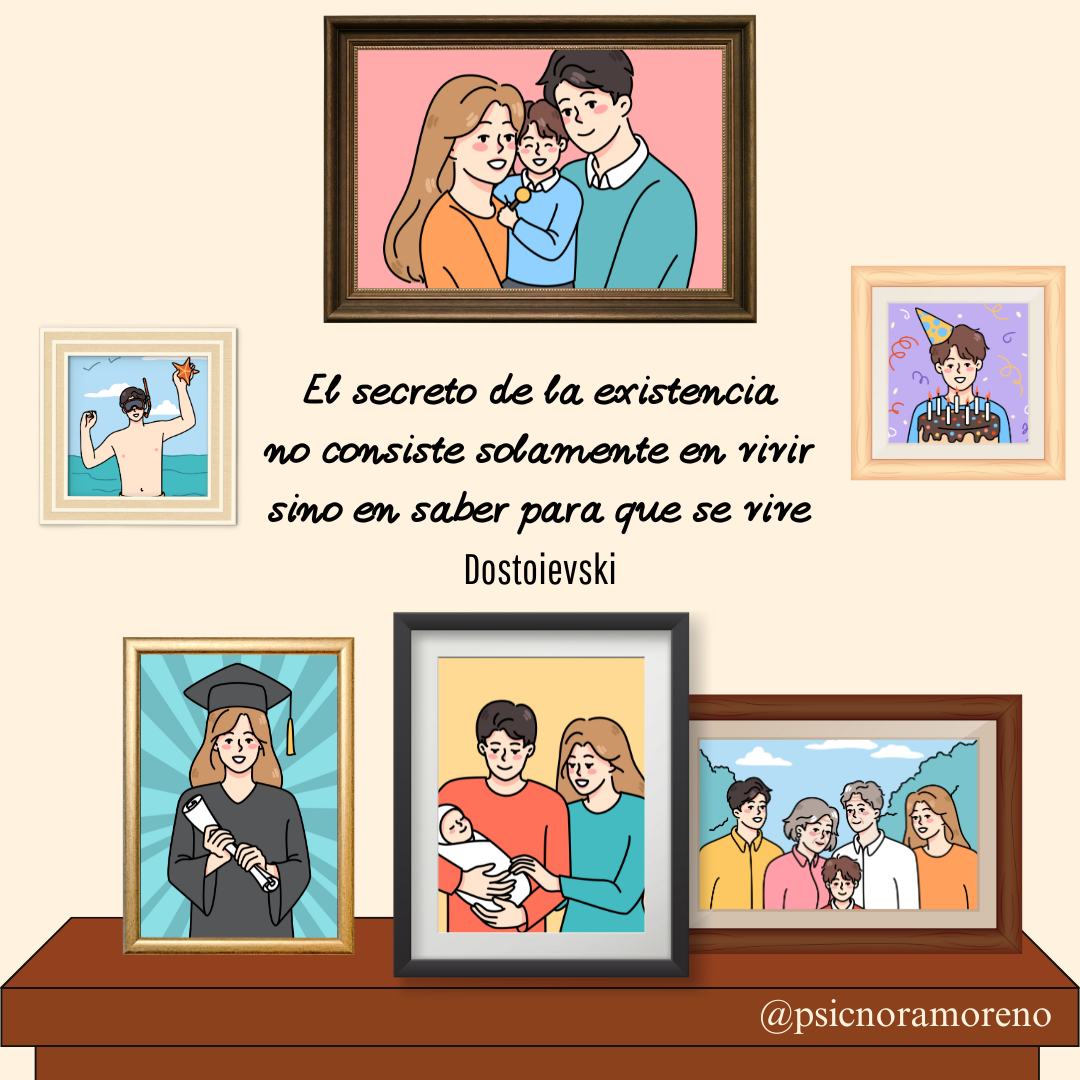 El secreto de la existencia
no consiste solamente en vivir
sino en saber para que se vive
Dostoievski
@psicnoramoreno